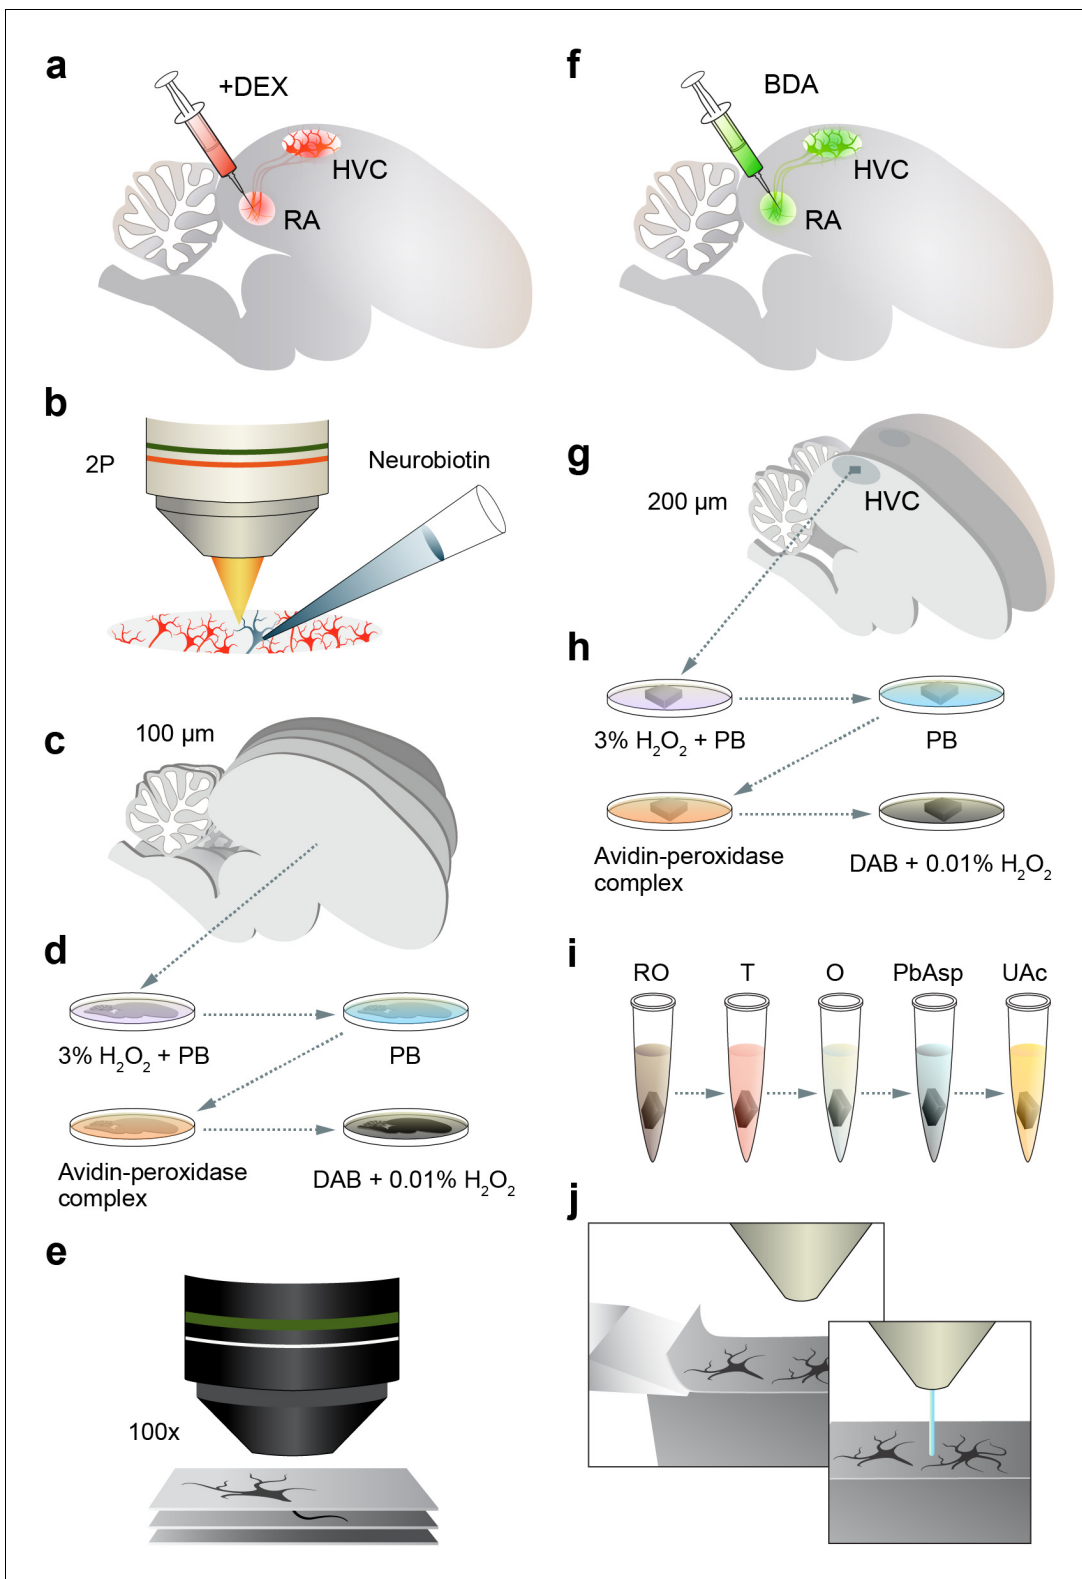 a
+DEX
HVC
RA
b
2P
Neurobiotin
c
100 µm
d
3% H₂O₂ + PB
PB
Avidin-peroxidase
complex
DAB + 0.01% H₂O₂
e
100x
f
BDA
HVC
RA
g
200 µm
HVC
h
3% H₂O₂ + PB
PB
Avidin-peroxidase
complex
DAB + 0.01% H₂O₂
i
RO
T
O
PbAsp
UAc
j